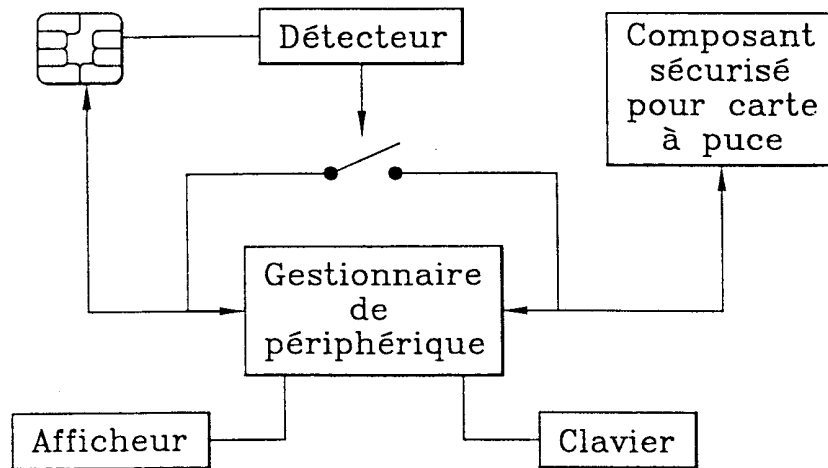 Détecteur
Composant
sécurisé
pour carte
à puce
Gestionnaire
de
périphérique
Afficheur
Clavier